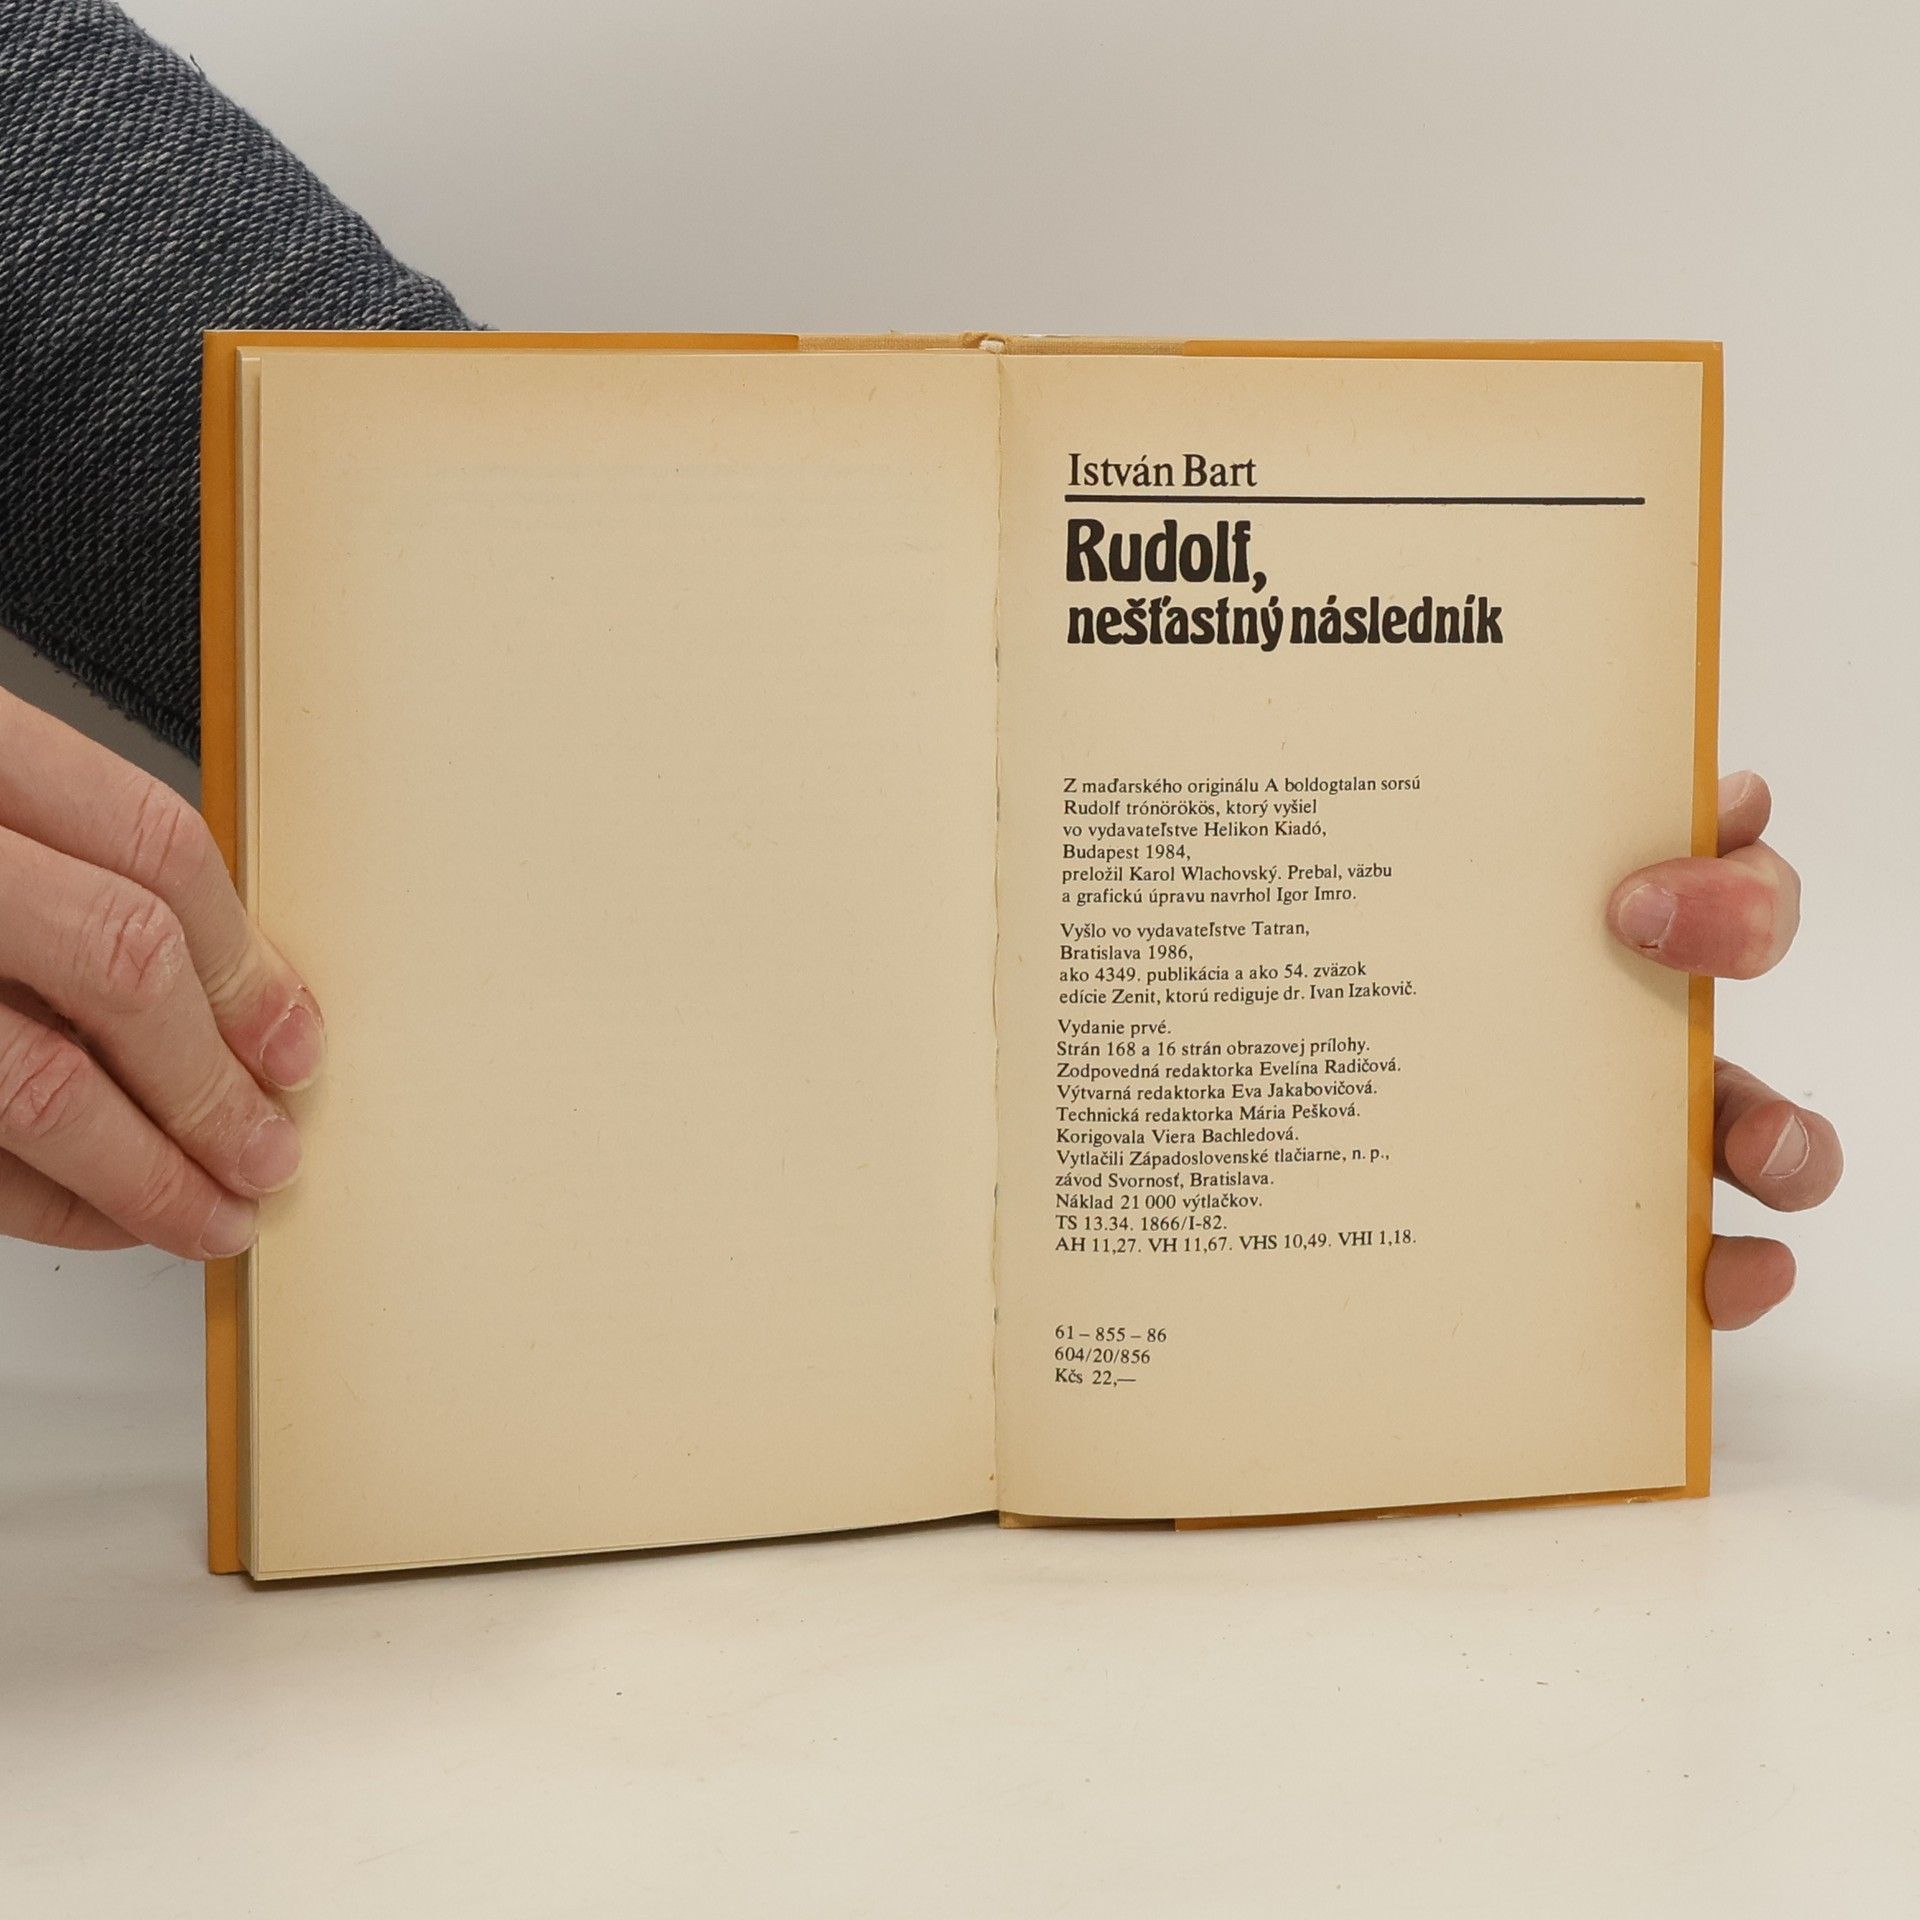 István Bart
Rudolf,
nešťastný následník
Z maďarského originálu A boldogtalan sorsú
Rudolf trónörökös, ktorý vyšiel
vo vydavateľstve Helikon Kiadó,
Budapest 1984,
preložil Karol Wlachovský. Prebal, väzbu
a grafickú úpravu navrhol Igor Imro.
Vyšlo vo vydavateľstve Tatran,
Bratislava 1986,
ako 4349. publikácia a ako 54. zväzok
edície Zenit, ktorú rediguje dr. Ivan Izakovič.
Vydanie prvé.
Strán 168 a 16 strán obrazovej prílohy.
Zodpovedná redaktorka Evelína Radičová.
Výtvarná redaktorka Eva Jakabovičová.
Technická redaktorka Mária Pešková.
Korigovala Viera Bachledová.
Vytlačili Západoslovenské tlačiarne, n. p.,
závod Svornosť, Bratislava.
Náklad 21 000 výtlačkov.
TS 13.34. 1866/I-82.
AH 11,27. VH 11,67. VHS 10,49. VHI 1,18.
61 – 855 – 86
604/20/856
Kčs 22,—